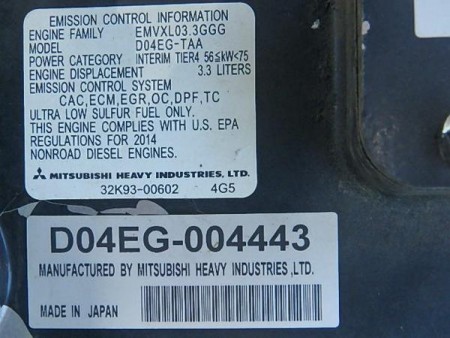 EMISSION CONTROL INFORMATION
ENGINE FAMILY EMVXL03.3GGG
MODEL D04EG-TAA
POWER CATEGORY INTERIM TIER4 56≤kW<75
ENGINE DISPLACEMENT 3.3 LITERS
EMISSION CONTROL SYSTEM
CAC,ECM,EGR,OC,DPF,TC
ULTRA LOW SULFUR FUEL ONLY.
THIS ENGINE COMPLIES WITH U.S. EPA
REGULATIONS FOR 2014
NONROAD DIESEL ENGINES.
MITSUBISHI HEAVY INDUSTRIES, LTD.
32K93-00602 4G5
D04EG-004443
MANUFACTURED BY MITSUBISHI HEAVY INDUSTRIES ,LTD.
MADE IN JAPAN